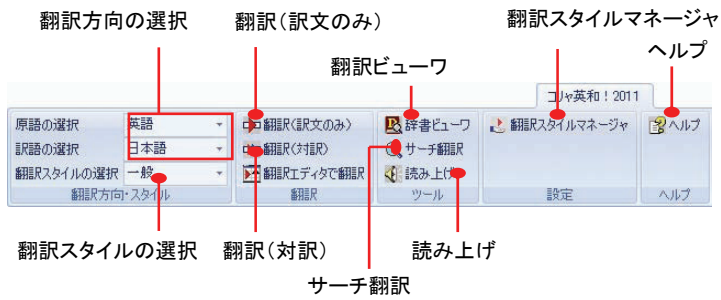 翻訳方向の選択
翻訳(訳文のみ)
翻訳スタイルマネージャ
翻訳ビューワ
ヘルプ
コリャ英和!2011
原語の選択 英語
翻訳(訳文のみ)
辞書ビューワ
翻訳スタイルマネージャ
ヘルプ
訳語の選択 日本語
翻訳(対訳)
サーチ翻訳
翻訳スタイルの選択 一般
翻訳エディタで翻訳
読み上げ
翻訳方向・スタイル
翻訳
ツール
設定
ヘルプ
翻訳スタイルの選択
翻訳(対訳)
読み上げ
サーチ翻訳